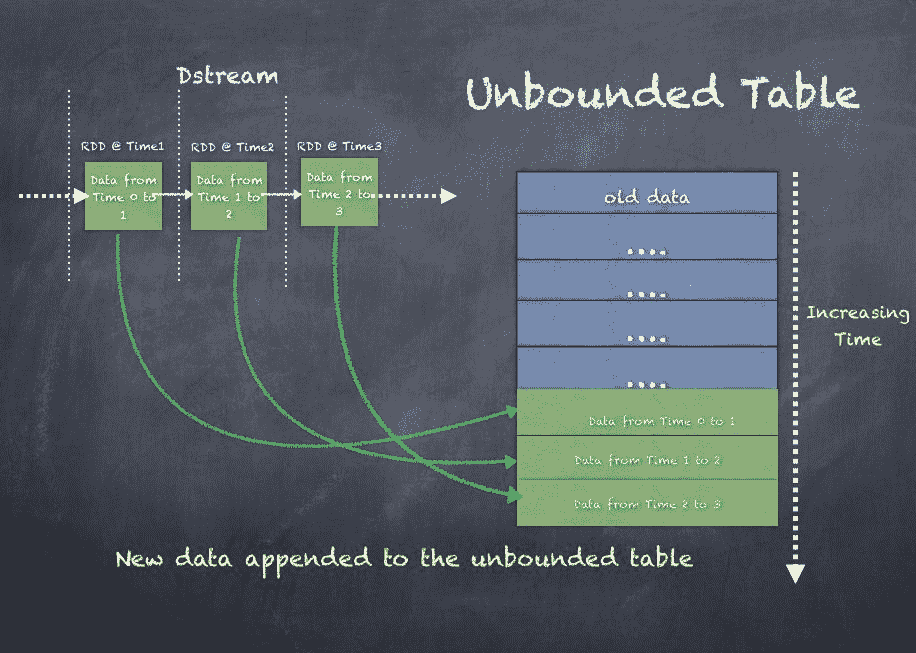 Dstream
Unbounded Table
RDD @ Time1
RDD @ Time2
RDD @ Time3
Data from
Time 0 to
1
Data from
Time 1 to
2
Data from
Time 2 to
3
old data
....
....
....
....
Increasing
Time
Data from Time 0 to 1
Data from Time 1 to 2
Data from Time 2 to 3
New data appended to the unbounded table